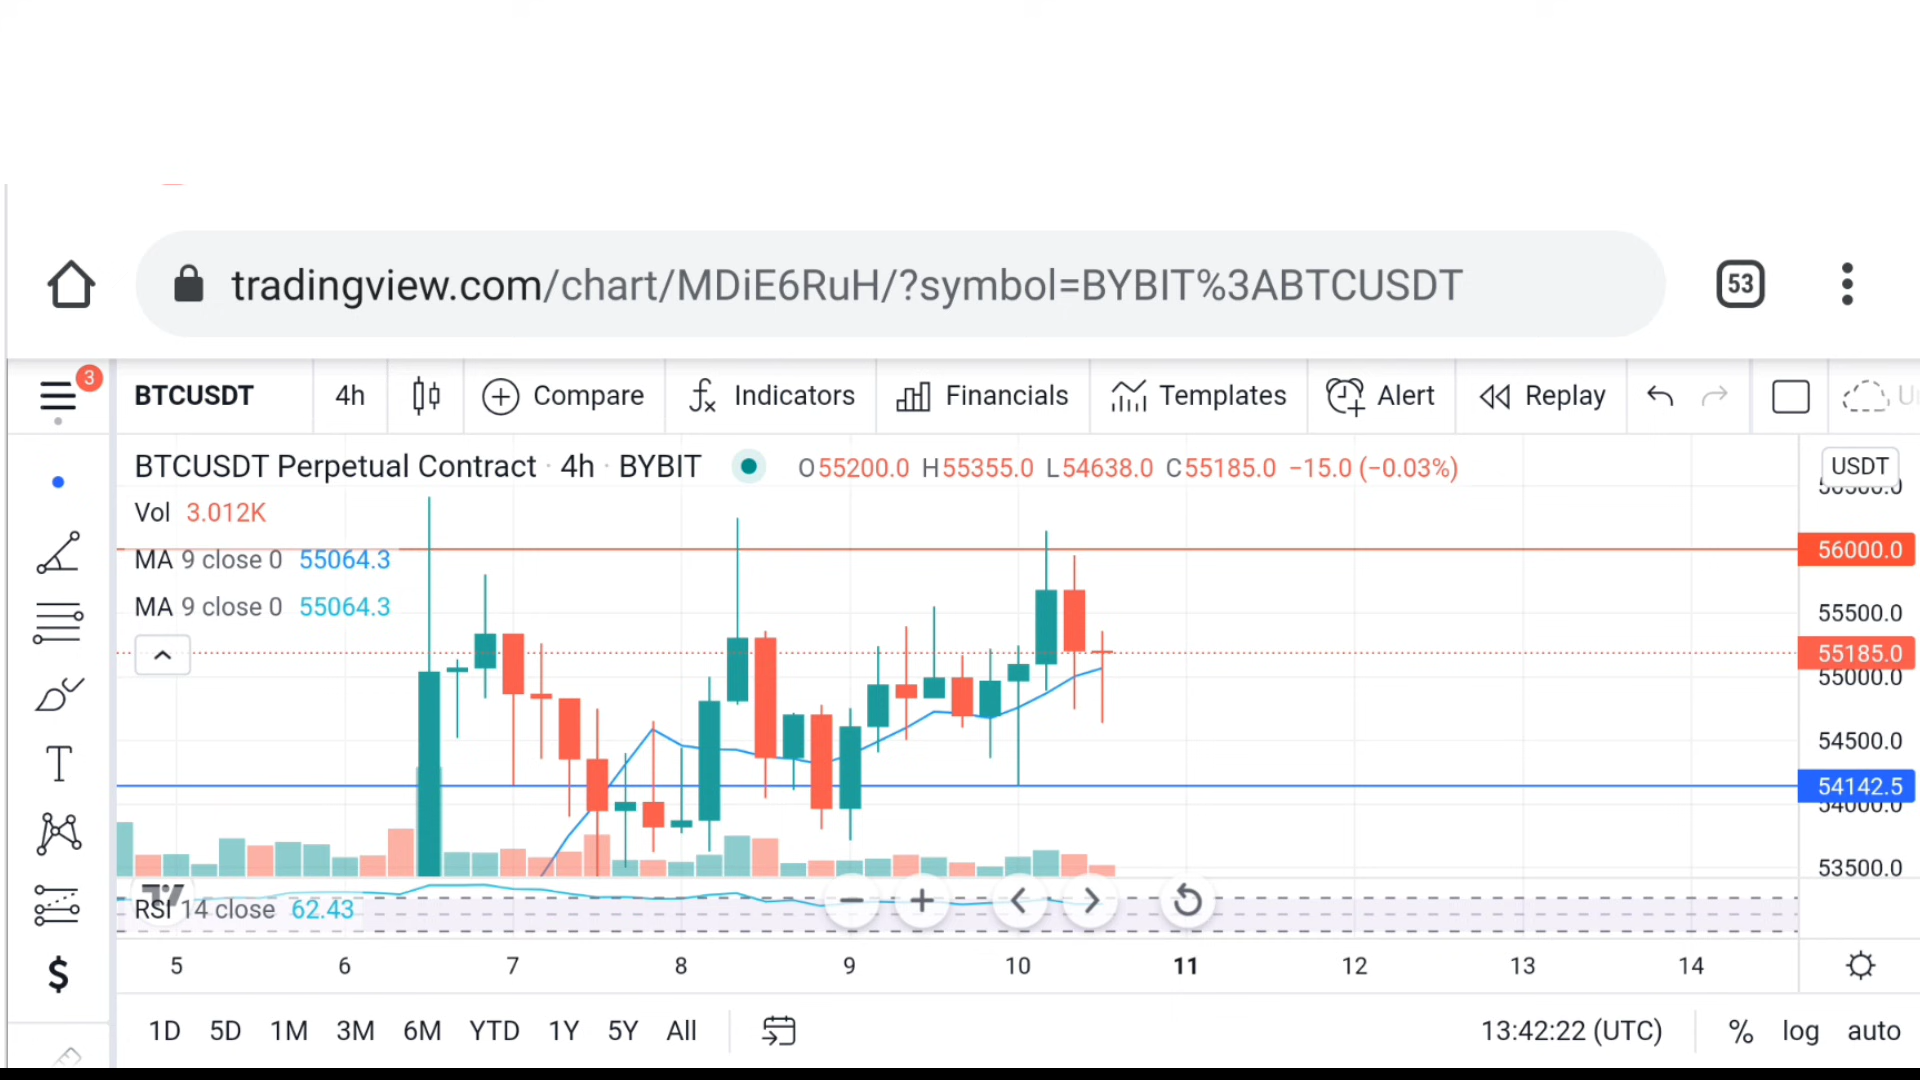 tradingview.com/chart/MDiE6RuH/?symbol=BYBIT%3ABTCUSDT
53
3
BTCUSDT 4h Compare Indicators Financials Templates Alert Replay
BTCUSDT Perpetual Contract · 4h · BYBIT O55200.0 H55355.0 L54638.0 C55185.0 −15.0 (−0.03%)
USDT
Vol 3.012K
56000.0
MA 9 close 0 55064.3
MA 9 close 0 55064.3
55500.0
55185.0
55000.0
54500.0
54142.5
54000.0
53500.0
RSI 14 close 62.43
5 6 7 8 9 10 11 12 13 14
1D 5D 1M 3M 6M YTD 1Y 5Y All 13:42:22 (UTC) % log auto